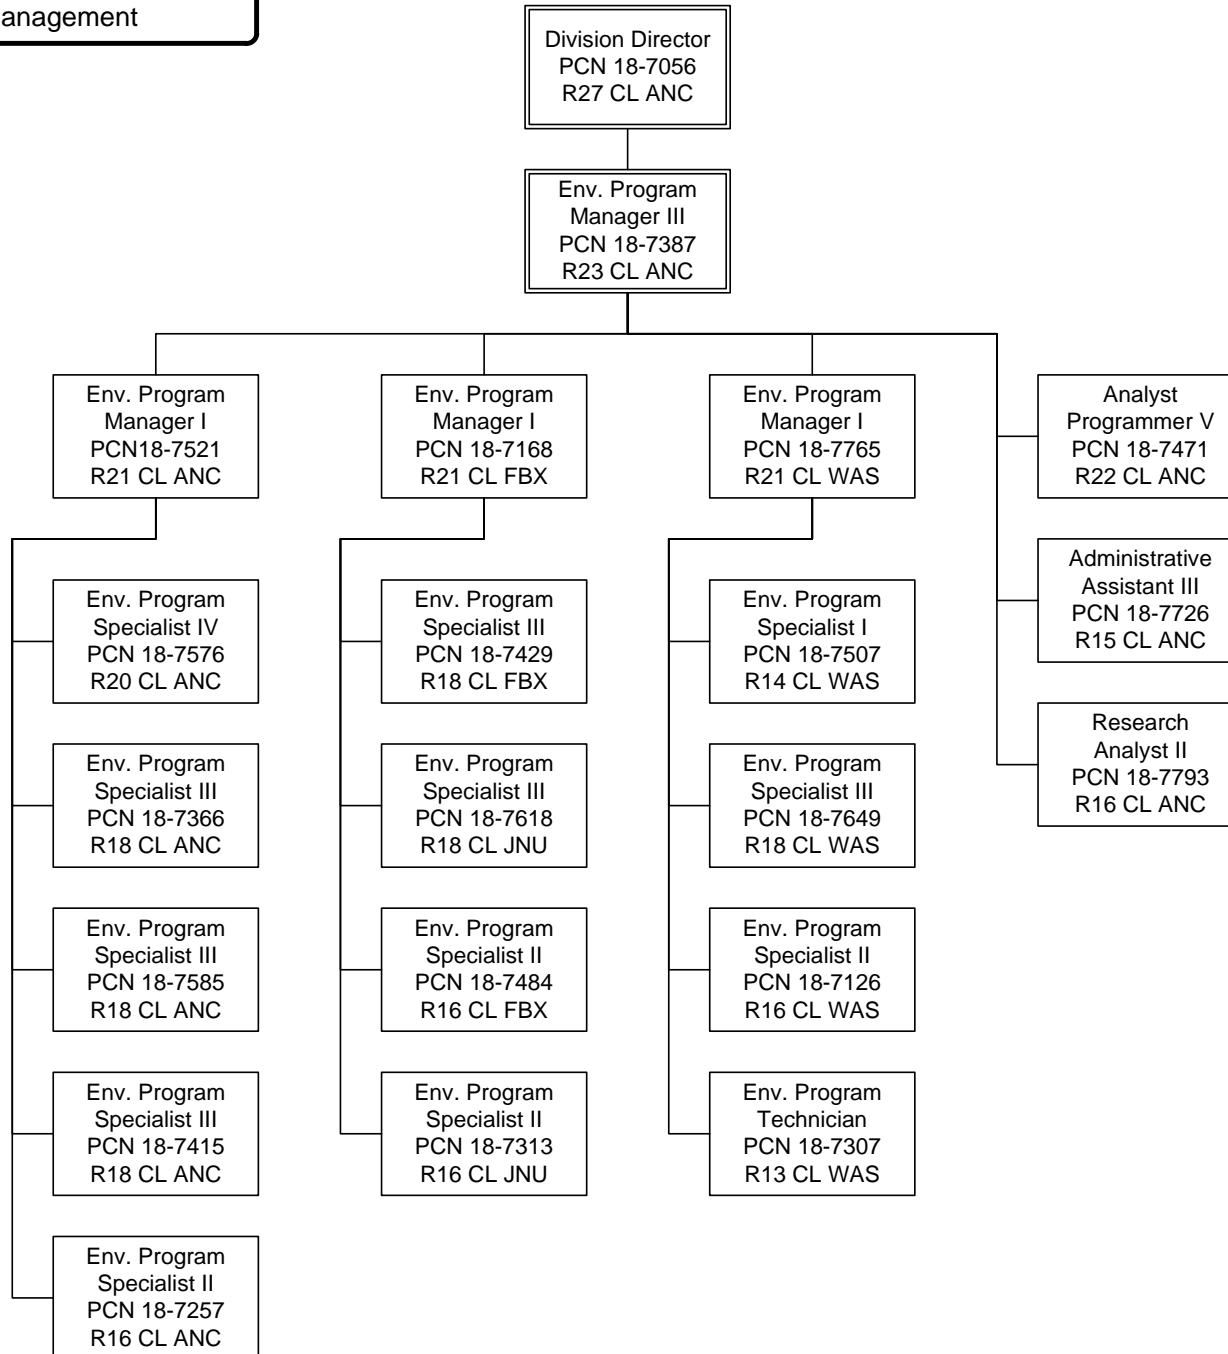 Division Director
PCN 18-7056
R27 CL ANC
Env. Program
Manager III
PCN 18-7387
R23 CL ANC
Env. Program
Manager I
PCN18-7521
R21 CL ANC
Env. Program
Specialist IV
PCN 18-7576
R20 CL ANC
Env. Program
Specialist III
PCN 18-7366
R18 CL ANC
Env. Program
Specialist III
PCN 18-7585
R18 CL ANC
Env. Program
Specialist III
PCN 18-7415
R18 CL ANC
Env. Program
Specialist II
PCN 18-7257
R16 CL ANC
Env. Program
Manager I
PCN 18-7168
R21 CL FBX
Env. Program
Specialist III
PCN 18-7429
R18 CL FBX
Env. Program
Specialist III
PCN 18-7618
R18 CL JNU
Env. Program
Specialist II
PCN 18-7484
R16 CL FBX
Env. Program
Specialist II
PCN 18-7313
R16 CL JNU
Env. Program
Manager I
PCN 18-7765
R21 CL WAS
Env. Program
Specialist I
PCN 18-7507
R14 CL WAS
Env. Program
Specialist III
PCN 18-7649
R18 CL WAS
Env. Program
Specialist II
PCN 18-7126
R16 CL WAS
Env. Program
Technician
PCN 18-7307
R13 CL WAS
Analyst
Programmer V
PCN 18-7471
R22 CL ANC
Administrative
Assistant III
PCN 18-7726
R15 CL ANC
Research
Analyst II
PCN 18-7793
R16 CL ANC